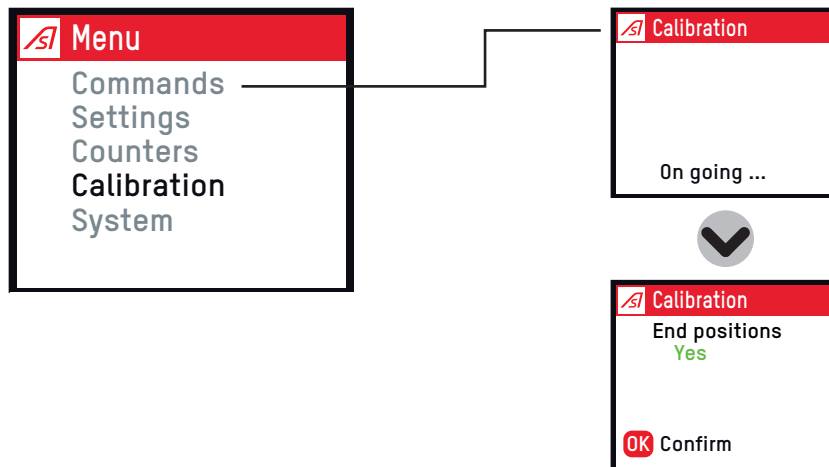 Menu
Commands
Settings
Counters
Calibration
System
Calibration
On going ...
Calibration
End positions
Yes
OK Confirm